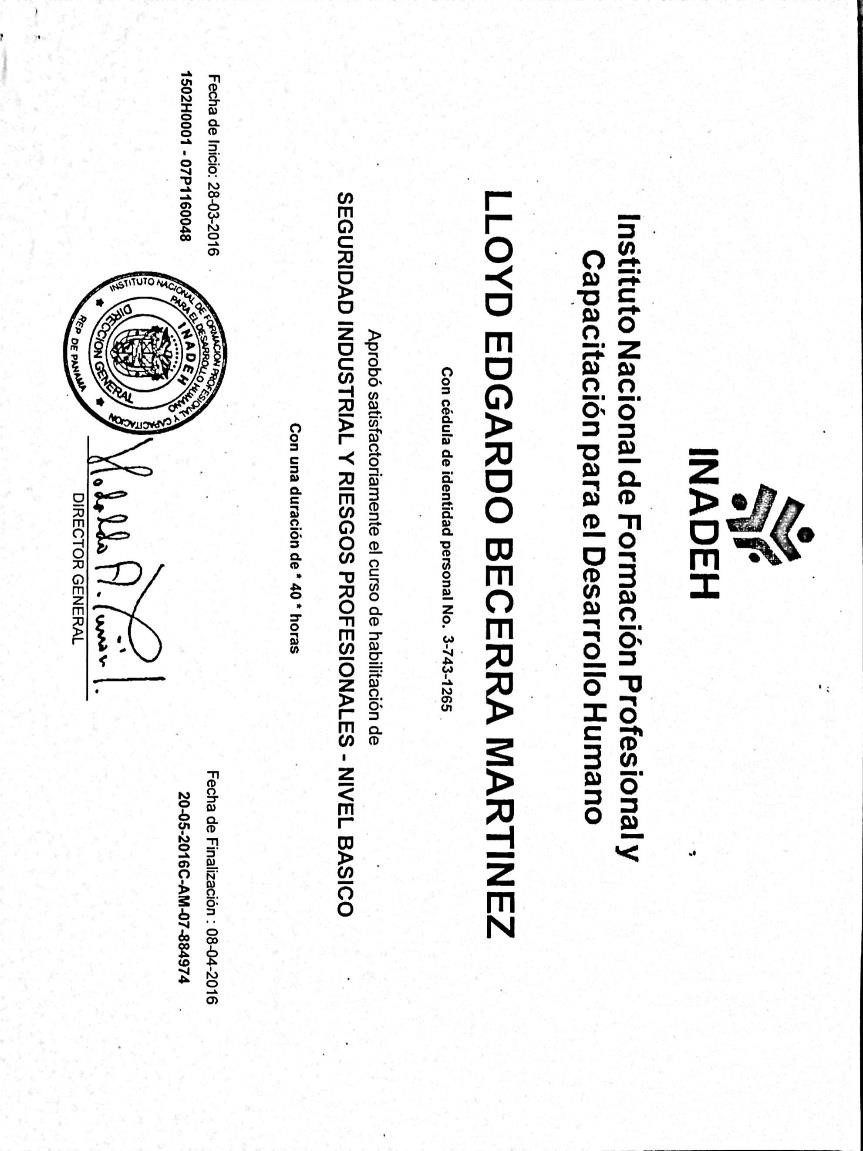 INADEH
Instituto Nacional de Formación Profesional y
Capacitación para el Desarrollo Humano
LLOYD EDGARDO BECERRA MARTINEZ
Con cédula de identidad personal No. 3-743-1265
Aprobó satisfactoriamente el curso de habilitación de
SEGURIDAD INDUSTRIAL Y RIESGOS PROFESIONALES - NIVEL BASICO
Con una duración de * 40 * horas
Fecha de Inicio: 28-03-2016
1502H0001 - 07P1160048
Fecha de Finalización : 08-04-2016
20-05-2016C-AM-07-884974
INSTITUTO NACIONAL DE FORMACION PROFESIONAL Y CAPACITACION
PARA EL DESARROLLO HUMANO
INADEH
DIRECCIÓN GENERAL
REP DE PANAMA
DIRECTOR GENERAL